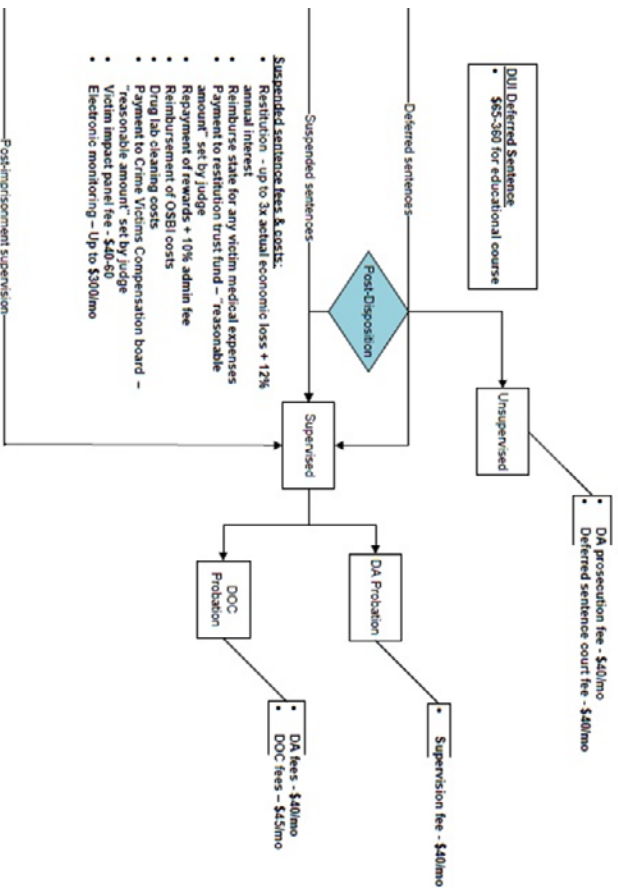 DUI Deferred Sentence
• $65-360 for educational course
Deferred sentences
Suspended sentences
Post-Disposition
Unsupervised
• DA prosecution fee - $40/mo
• Deferred sentence court fee - $40/mo
Supervised
DA Probation
• Supervision fee - $40/mo
DOC
Probation
• DA fees - $40/mo
• DOC fees – $45/mo
Suspended sentence fees & costs:
• Restitution - up to 3x actual economic loss + 12%
annual interest
• Reimburse state for any victim medical expenses
• Payment to restitution trust fund – "reasonable
amount" set by judge
• Repayment of rewards + 10% admin fee
• Reimbursement of OSBI costs
• Drug lab cleaning costs
• Payment to Crime Victims Compensation board –
"reasonable amount" set by judge
• Victim impact panel fee - $40-60
• Electronic monitoring – Up to $300/mo
Post-imprisonment supervision